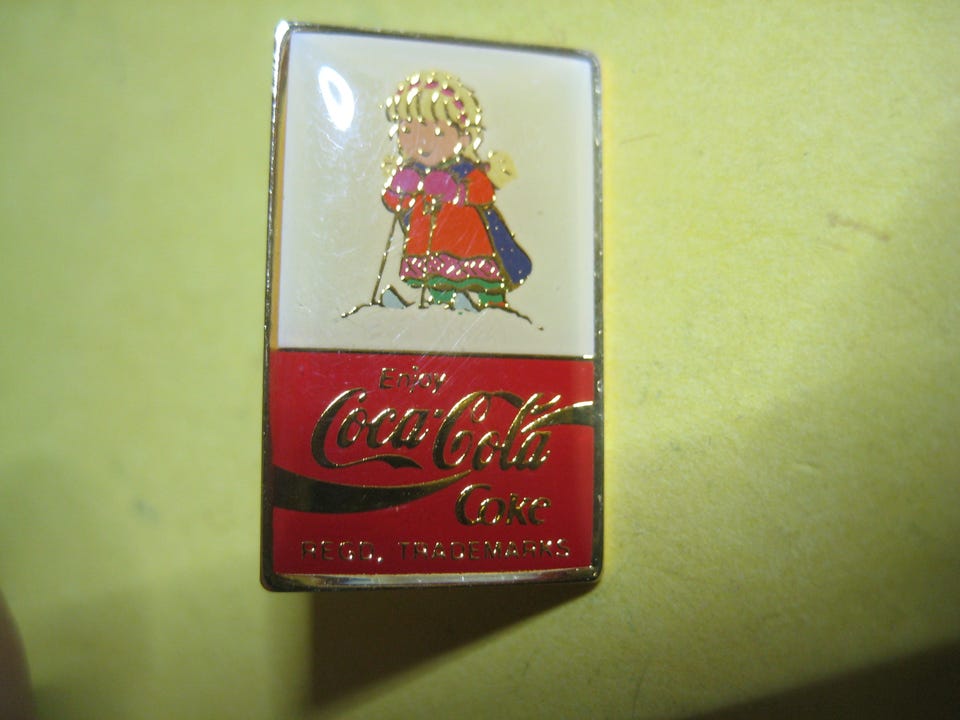 Enjoy
Coca-Cola
Coke
REGD. TRADEMARKS